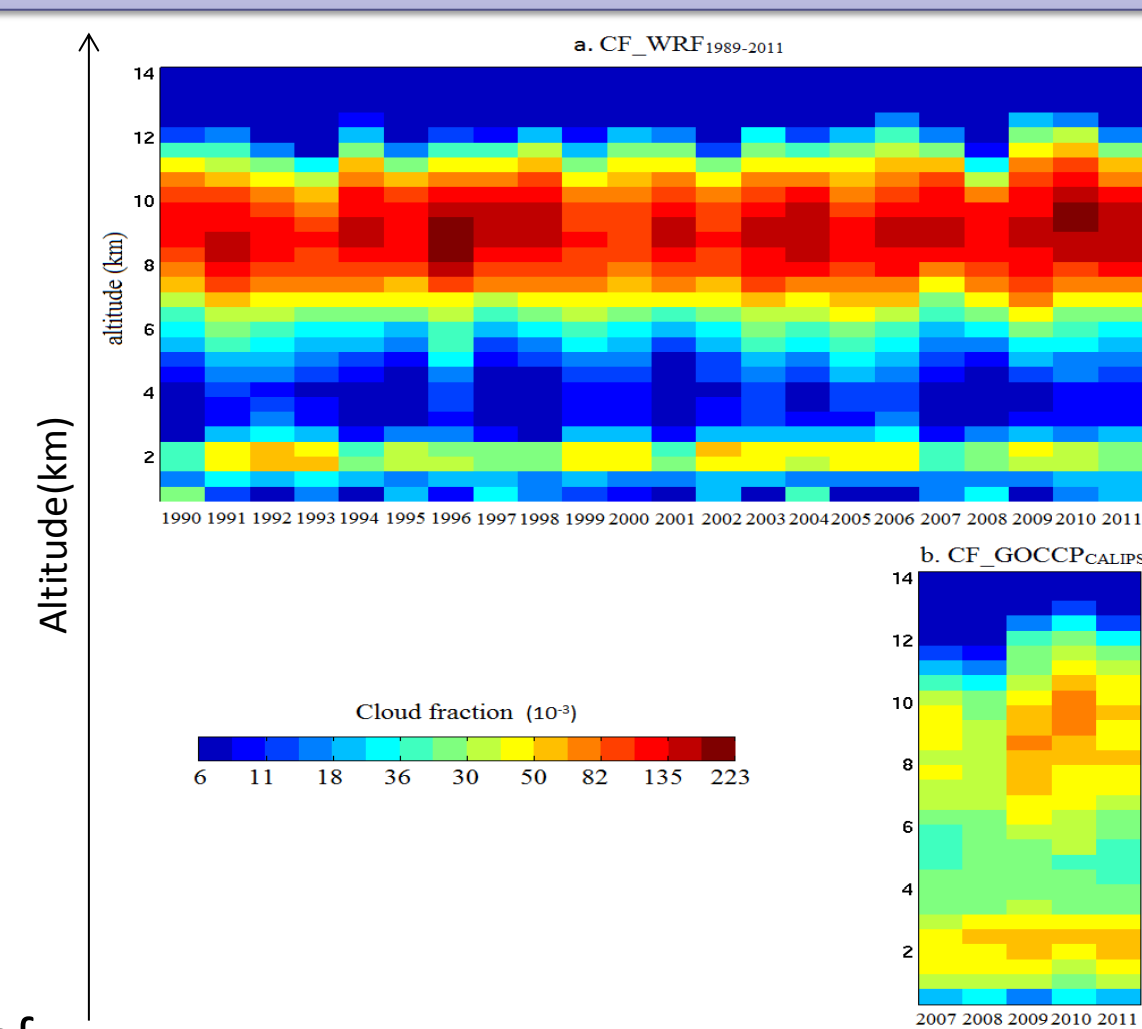 a. CF_WRF1989-2011
14
12
10
8
6
4
2
altitude (km)
Altitude(km)
1990 1991 1992 1993 1994 1995 1996 1997 1998 1999 2000 2001 2002 2003 2004 2005 2006 2007 2008 2009 2010 2011
b. CF_GOCCPCALIPS
14
12
10
8
6
4
2
2007 2008 2009 2010 2011
Cloud fraction (10-3)
6 11 18 36 30 50 82 135 223